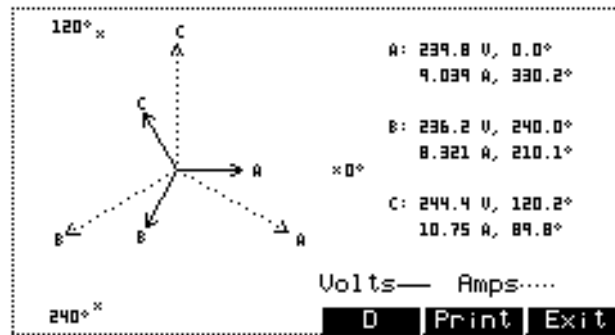 120°
C
A: 239.8 V, 0.0°
9.039 A, 330.2°
C
B: 236.2 V, 240.0°
8.321 A, 210.1°
A
0°
C: 244.4 V, 120.2°
10.75 A, 89.8°
B
B
A
Volts Amps
240°
D Print Exit